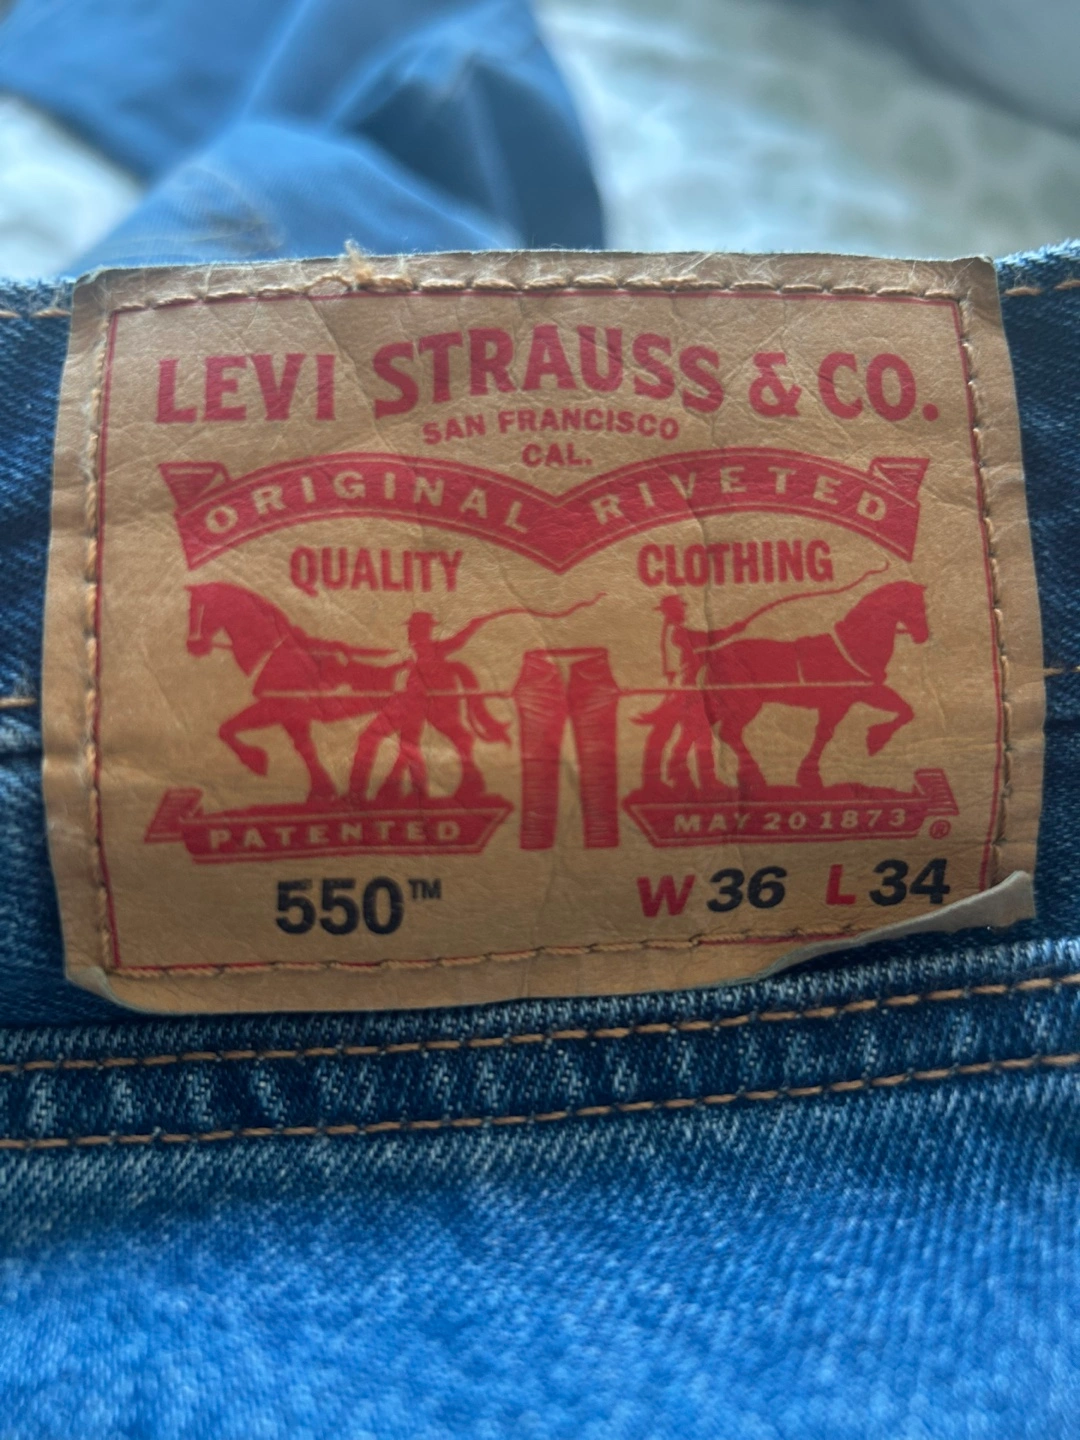 LEVI STRAUSS & CO.
SAN FRANCISCO
CAL.
ORIGINAL RIVETED
QUALITY CLOTHING
PATENTED MAY 20 1873 ®
550™ W 36 L 34